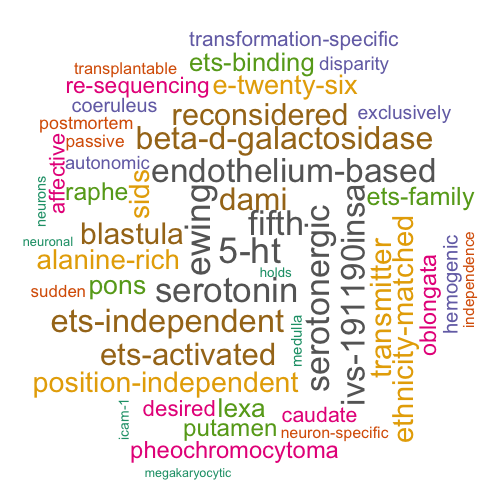 transformation-specific
ets-binding disparity
transplantable
re-sequencing e-twenty-six
coeruleus reconsidered exclusively
postmortem
passive beta-d-galactosidase
autonomic endothelium-based
affective
neurons
raphe sids dami ets-family
ewing fifth
blastula 5-ht
neuronal
alanine-rich holds
serotonergic
ivs-191190insa
transmitter
ethnicity-matched
oblongata
hemogenic
independence
sudden pons serotonin
ets-independent
medulla
ets-activated
position-independent
icam-1
desired lexa caudate
putamen neuron-specific
pheochromocytoma
megakaryocytic